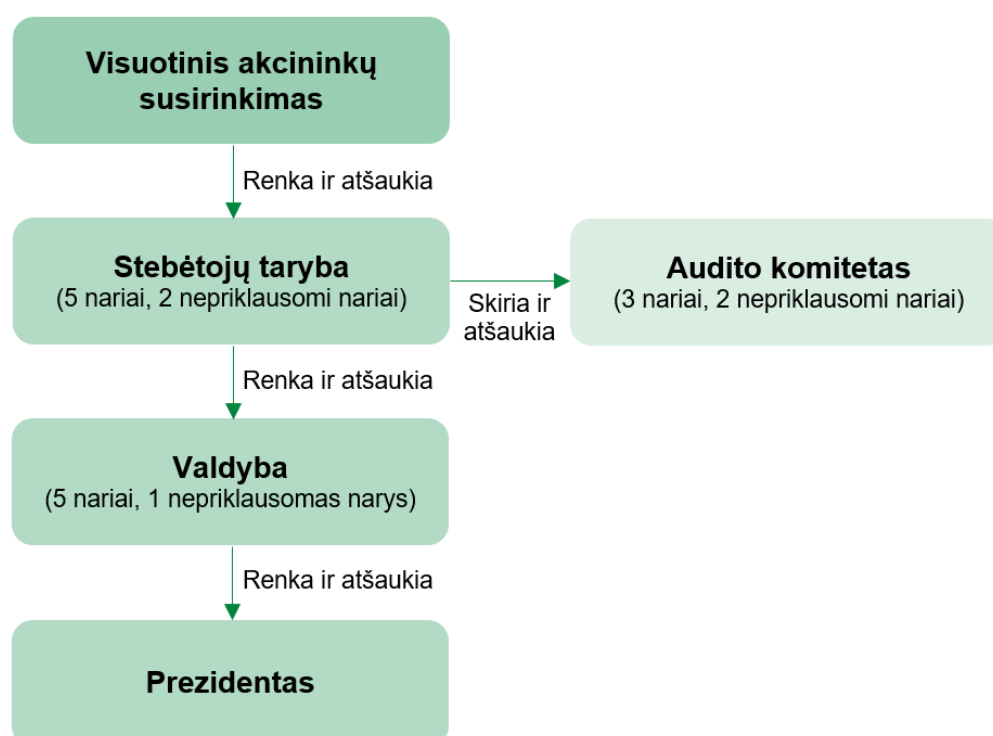 Visuotinis akcininkų
susirinkimas
Renka ir atšaukia
Stebėtojų taryba
(5 nariai, 2 nepriklausomi nariai)
Skiria ir
atšaukia
Audito komitetas
(3 nariai, 2 nepriklausomi nariai)
Renka ir atšaukia
Valdyba
(5 nariai, 1 nepriklausomas narys)
Renka ir atšaukia
Prezidentas